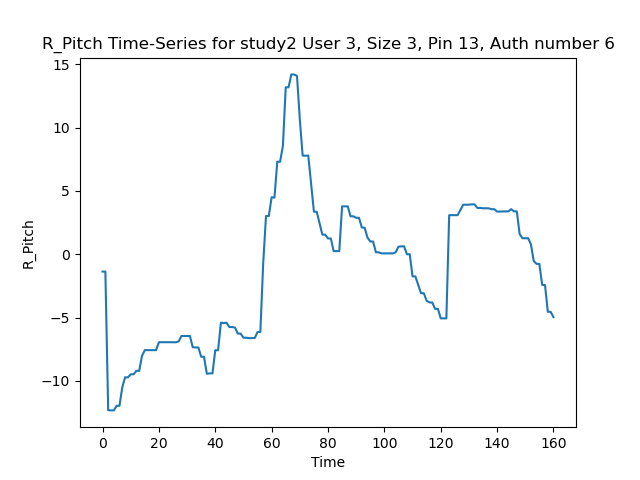 R_Pitch Time-Series for study2 User 3, Size 3, Pin 13, Auth number 6
15
10
5
0
−5
−10
R_Pitch
0 20 40 60 80 100 120 140 160
Time